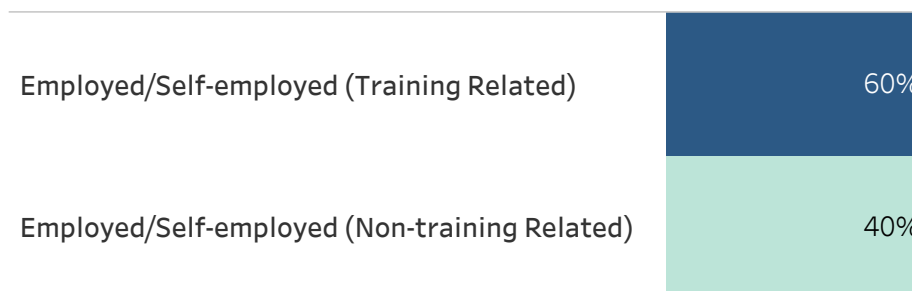 Employed/Self-employed (Training Related) 60%
Employed/Self-employed (Non-training Related) 40%